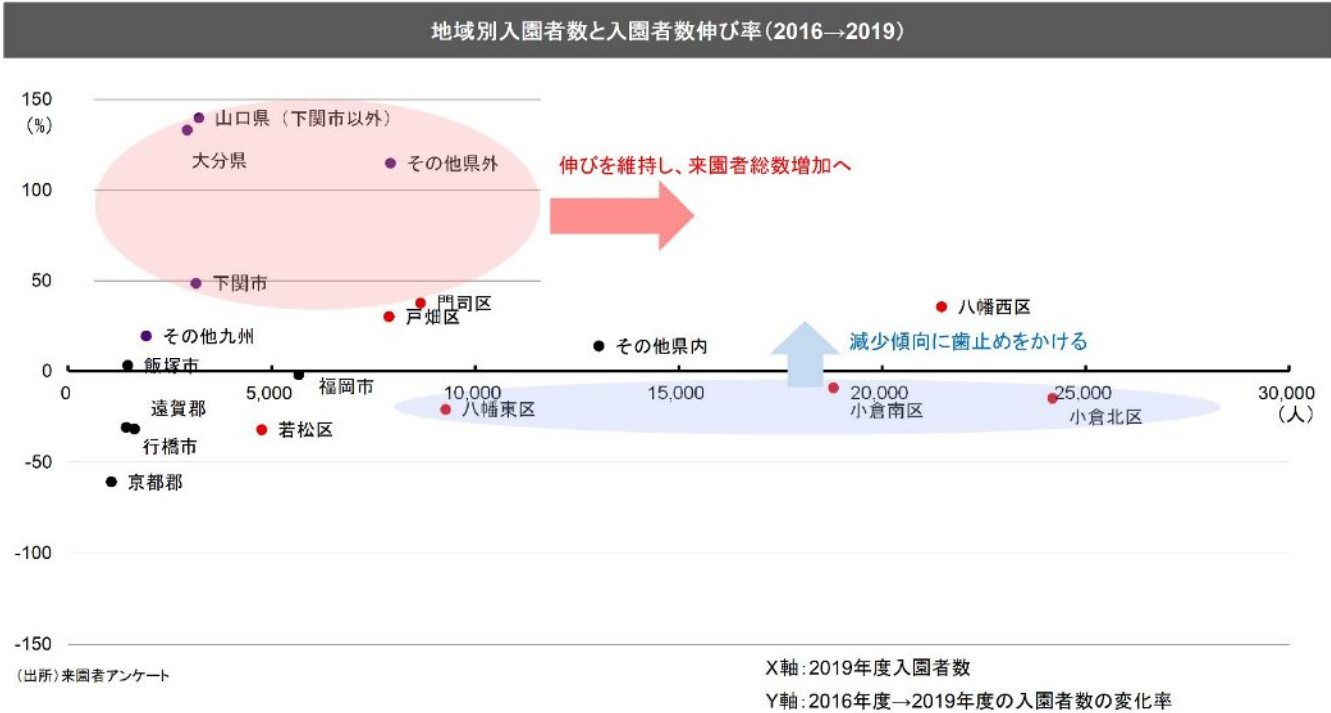 地域別入園者数と入園者数伸び率(2016→2019)
150
(%)
山口県（下関市以外）
大分県
その他県外
伸びを維持し、来園者総数増加へ
100
50
下関市
門司区
戸畑区
八幡西区
その他九州
その他県内
減少傾向に歯止めをかける
飯塚市
0
福岡市
0
5,000
10,000
15,000
20,000
25,000
30,000
(人)
遠賀郡
八幡東区
小倉南区
小倉北区
若松区
行橋市
-50
京都郡
-100
-150
(出所)来園者アンケート
X軸：2019年度入園者数
Y軸：2016年度→2019年度の入園者数の変化率